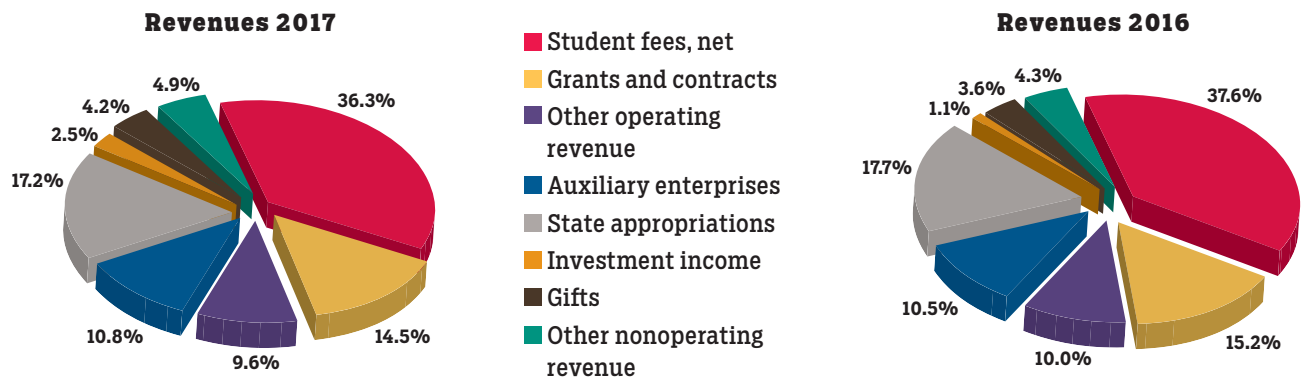 Revenues 2017
4.9%
36.3%
4.2%
2.5%
17.2%
10.8%
9.6%
14.5%
Student fees, net
Grants and contracts
Other operating
revenue
Auxiliary enterprises
State appropriations
Investment income
Gifts
Other nonoperating
revenue
Revenues 2016
4.3%
37.6%
3.6%
1.1%
17.7%
10.5%
10.0%
15.2%